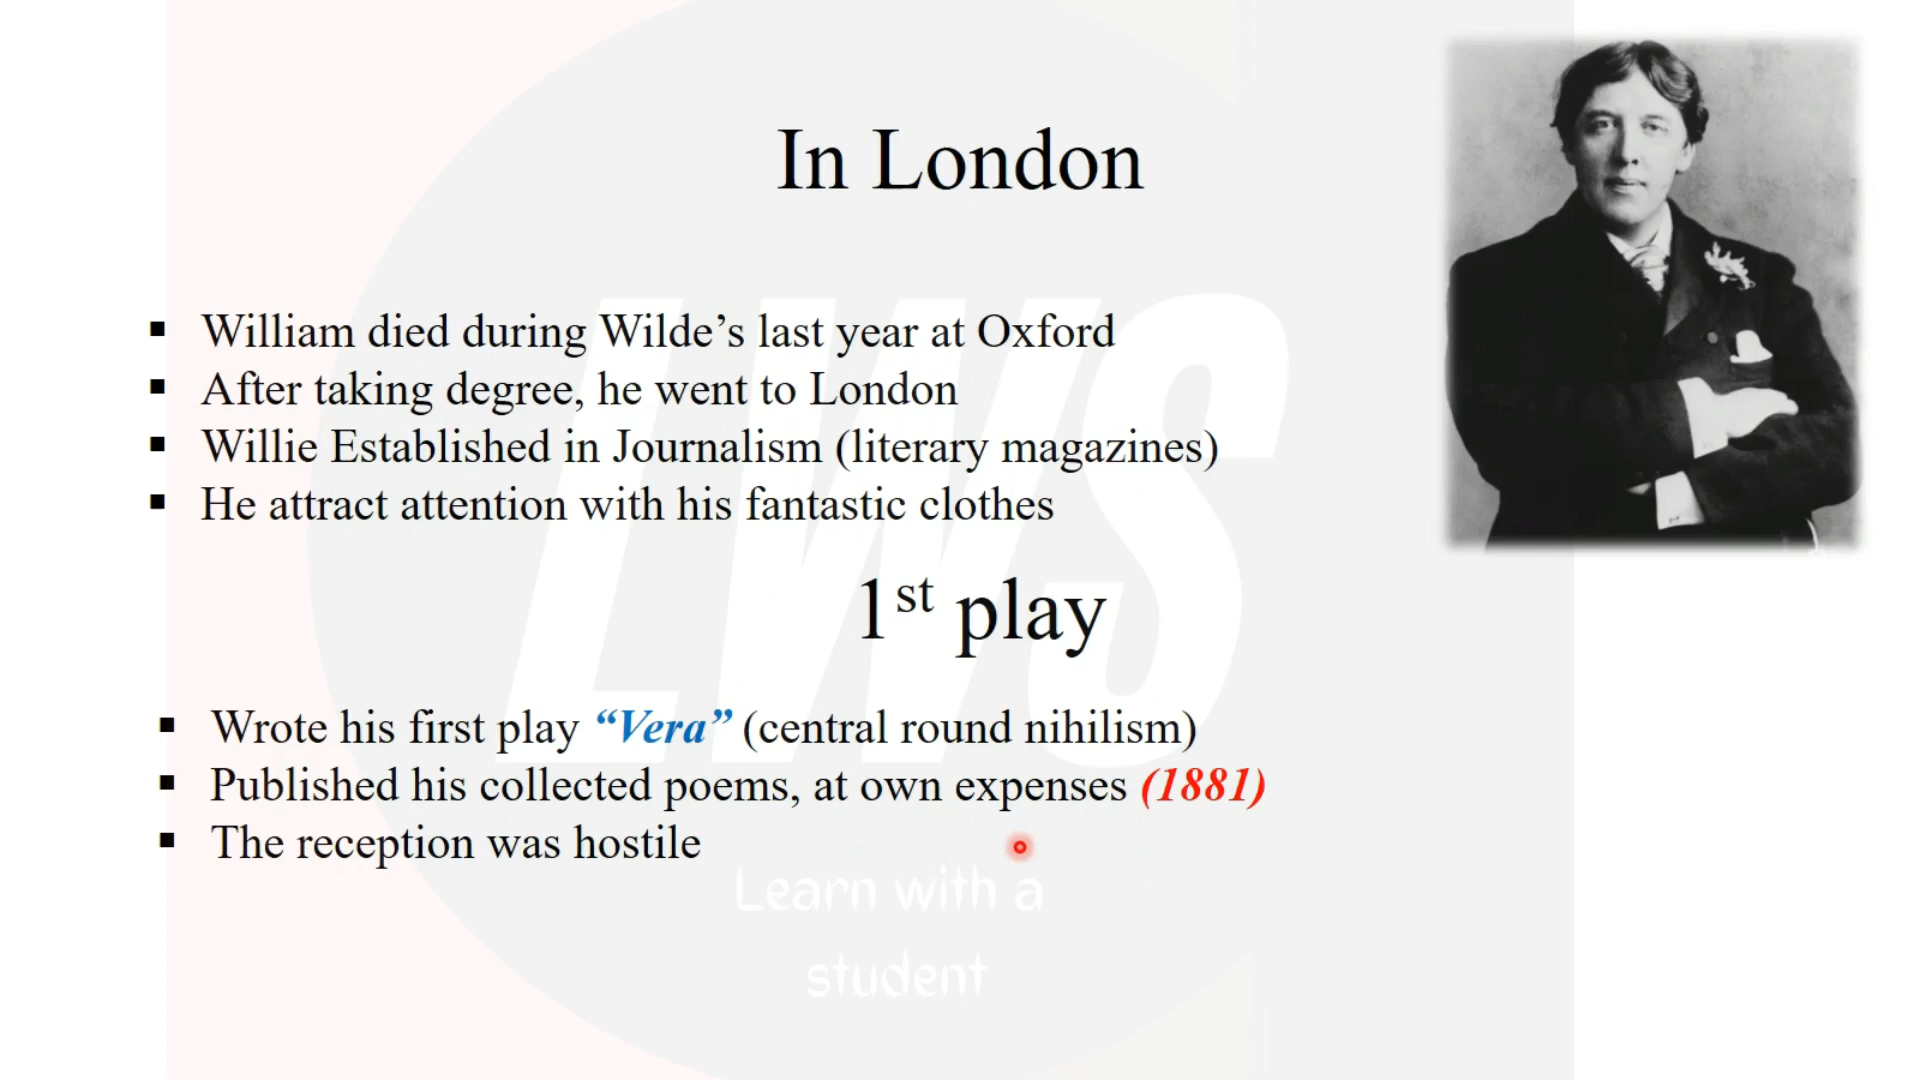 In London
▪ William died during Wilde’s last year at Oxford
▪ After taking degree, he went to London
▪ Willie Established in Journalism (literary magazines)
▪ He attract attention with his fantastic clothes
1st play
▪ Wrote his first play “Vera” (central round nihilism)
▪ Published his collected poems, at own expenses (1881)
▪ The reception was hostile
LWS
Learn with a
student